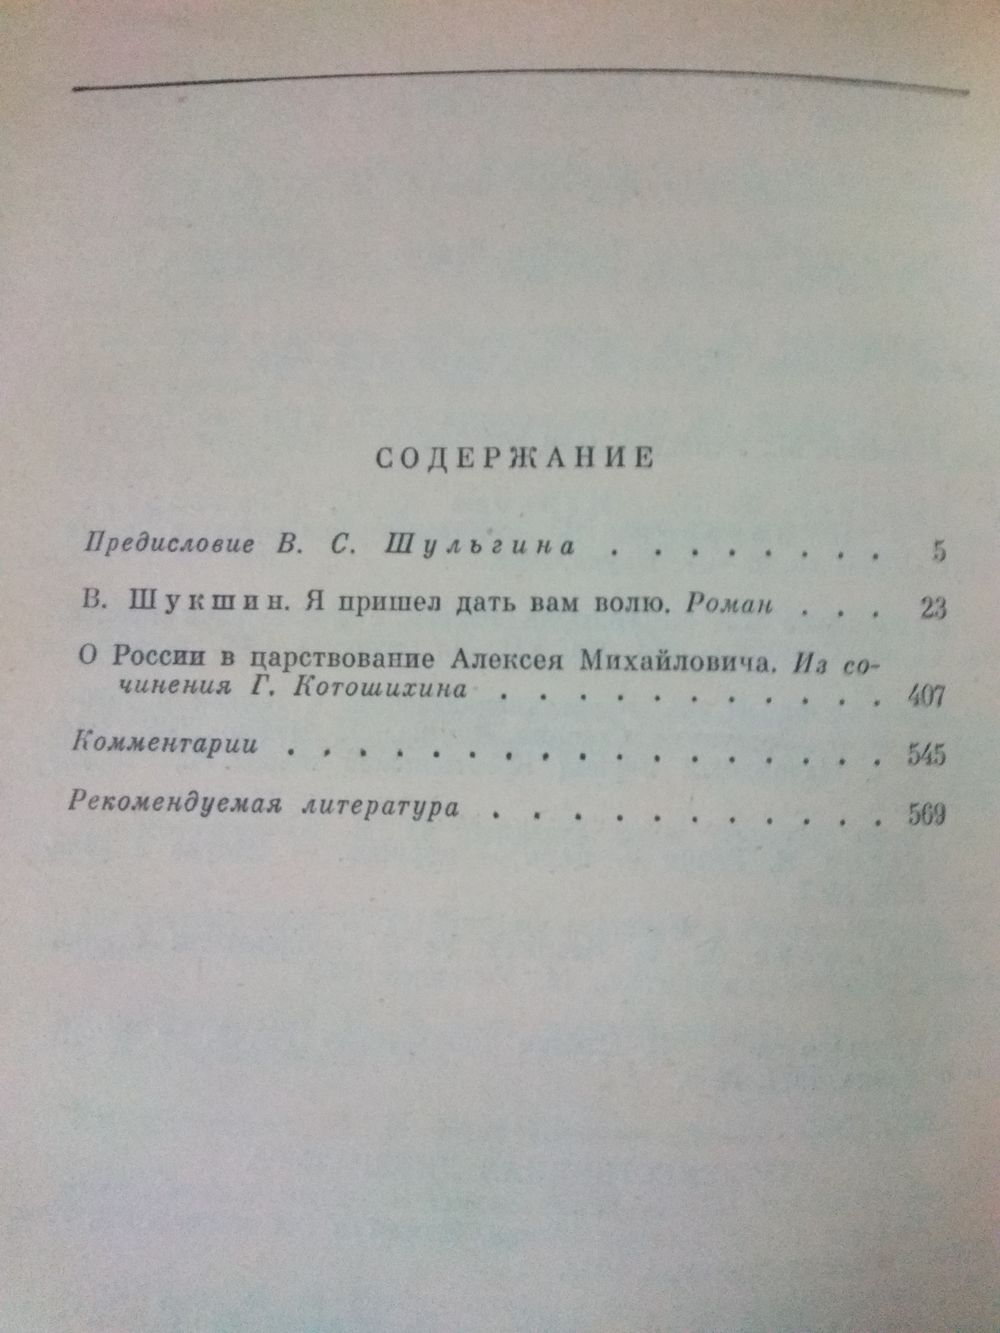 СОДЕРЖАНИЕ
Предисловие В. С. Шульгина . . . . . . . . 5
В. Шукшин. Я пришел дать вам волю. Роман . . . 23
О России в царствование Алексея Михайловича. Из со-
чинения Г. Котошихина . . . . . . . . . . . 407
Комментарии . . . . . . . . . . . . . . . . . 545
Рекомендуемая литература . . . . . . . . . . . 569